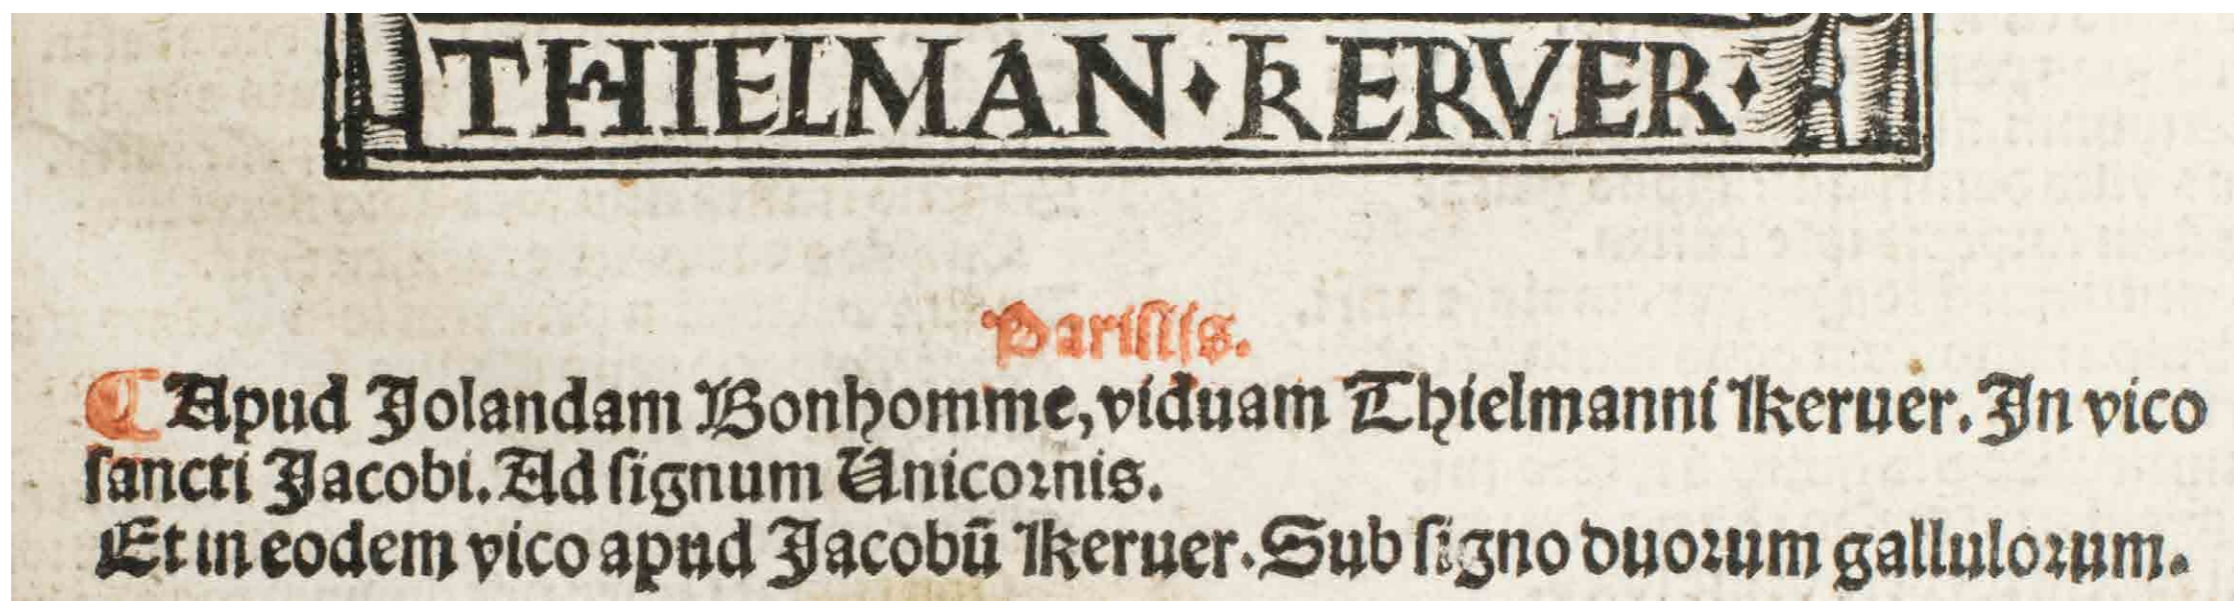 THIELMAN · KERVER ·
Parisiis.
¶ Apud Jolandam Bonhomme, viduam Thielmanni Keruer. In vico
sancti Jacobi. Ad signum Unicornis.
Et in eodem vico apud Jacobū Keruer. Sub signo duorum gallulorum.